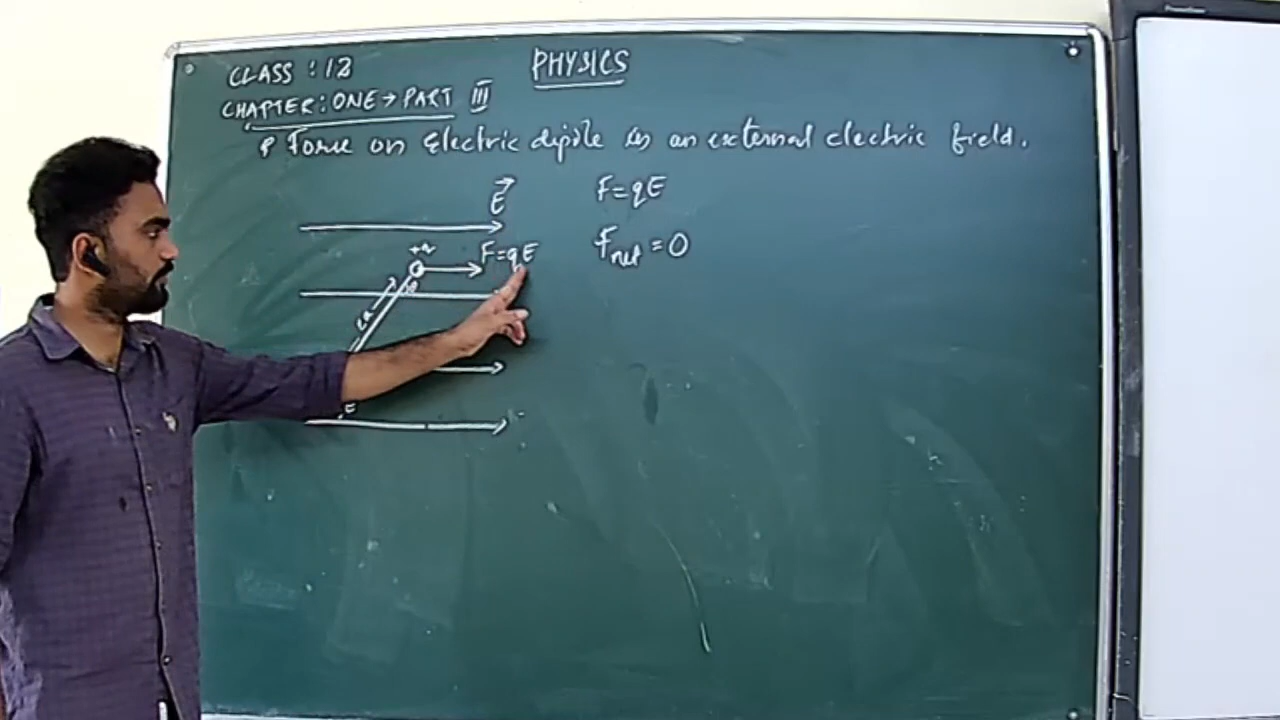 PHYSICS
CLASS : 12
CHAPTER: ONE → PART III
Force on Electric dipole in an external electric field.
E
F=qE
+q
F=qE
Fnet = 0
2a